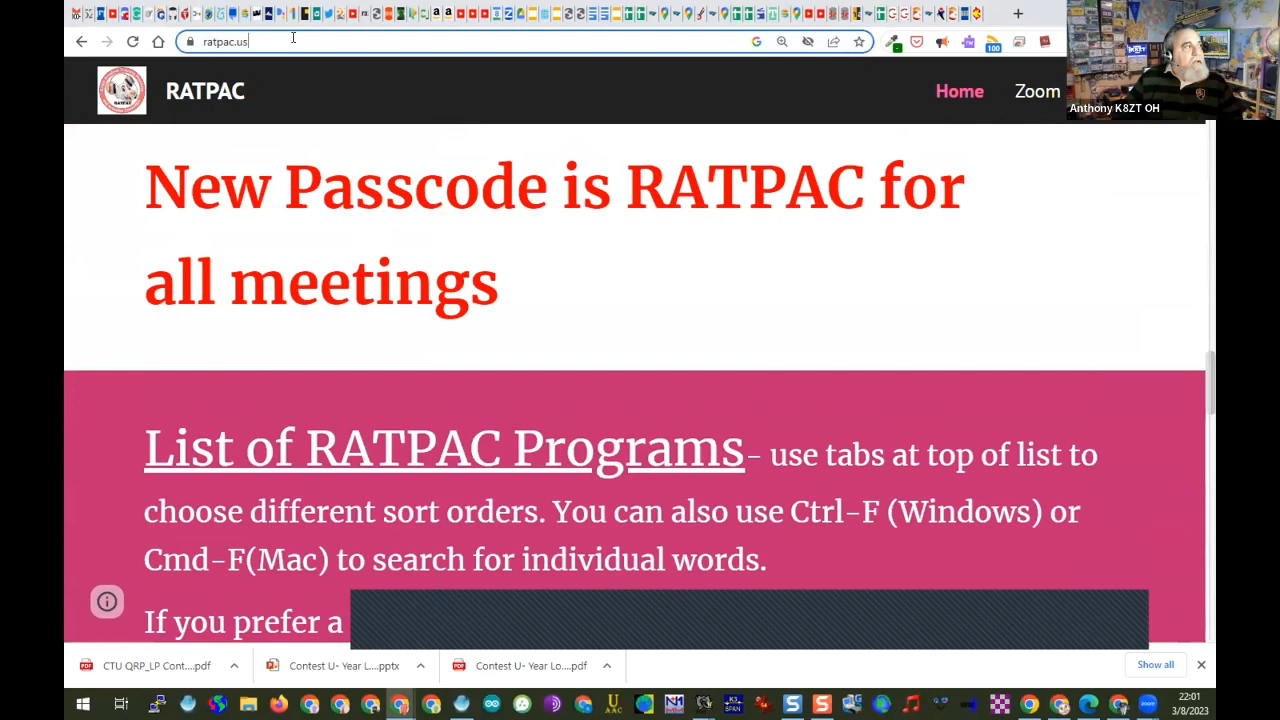 ratpac.us
100
RATPAC
Home
Zoom
Anthony K8ZT OH
New Passcode is RATPAC for
all meetings
List of RATPAC Programs- use tabs at top of list to
choose different sort orders. You can also use Ctrl-F (Windows) or
Cmd-F(Mac) to search for individual words.
If you prefer a
CTU QRP_LP Cont....pdf
Contest U- Year L....pptx
Contest U- Year Lo....pdf
Show all
22:01
3/8/2023